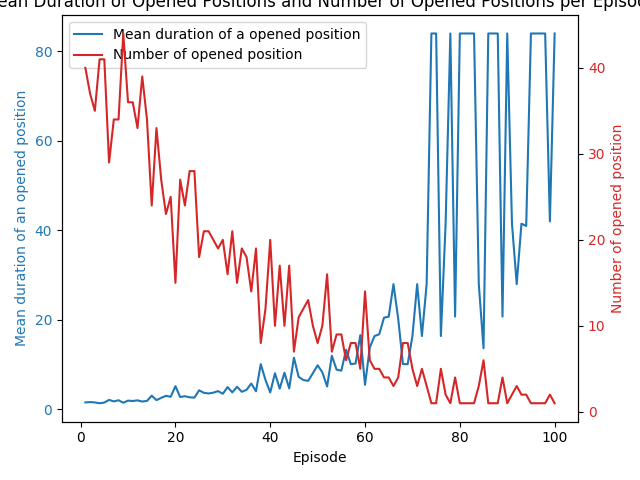 ean Duration of Opened Positions and Number of Opened Positions per Episod
Mean duration of a opened position
Number of opened position
Mean duration of an opened position
80
60
40
20
0
40
30
20
10
0
Number of opened position
0 20 40 60 80 100
Episode